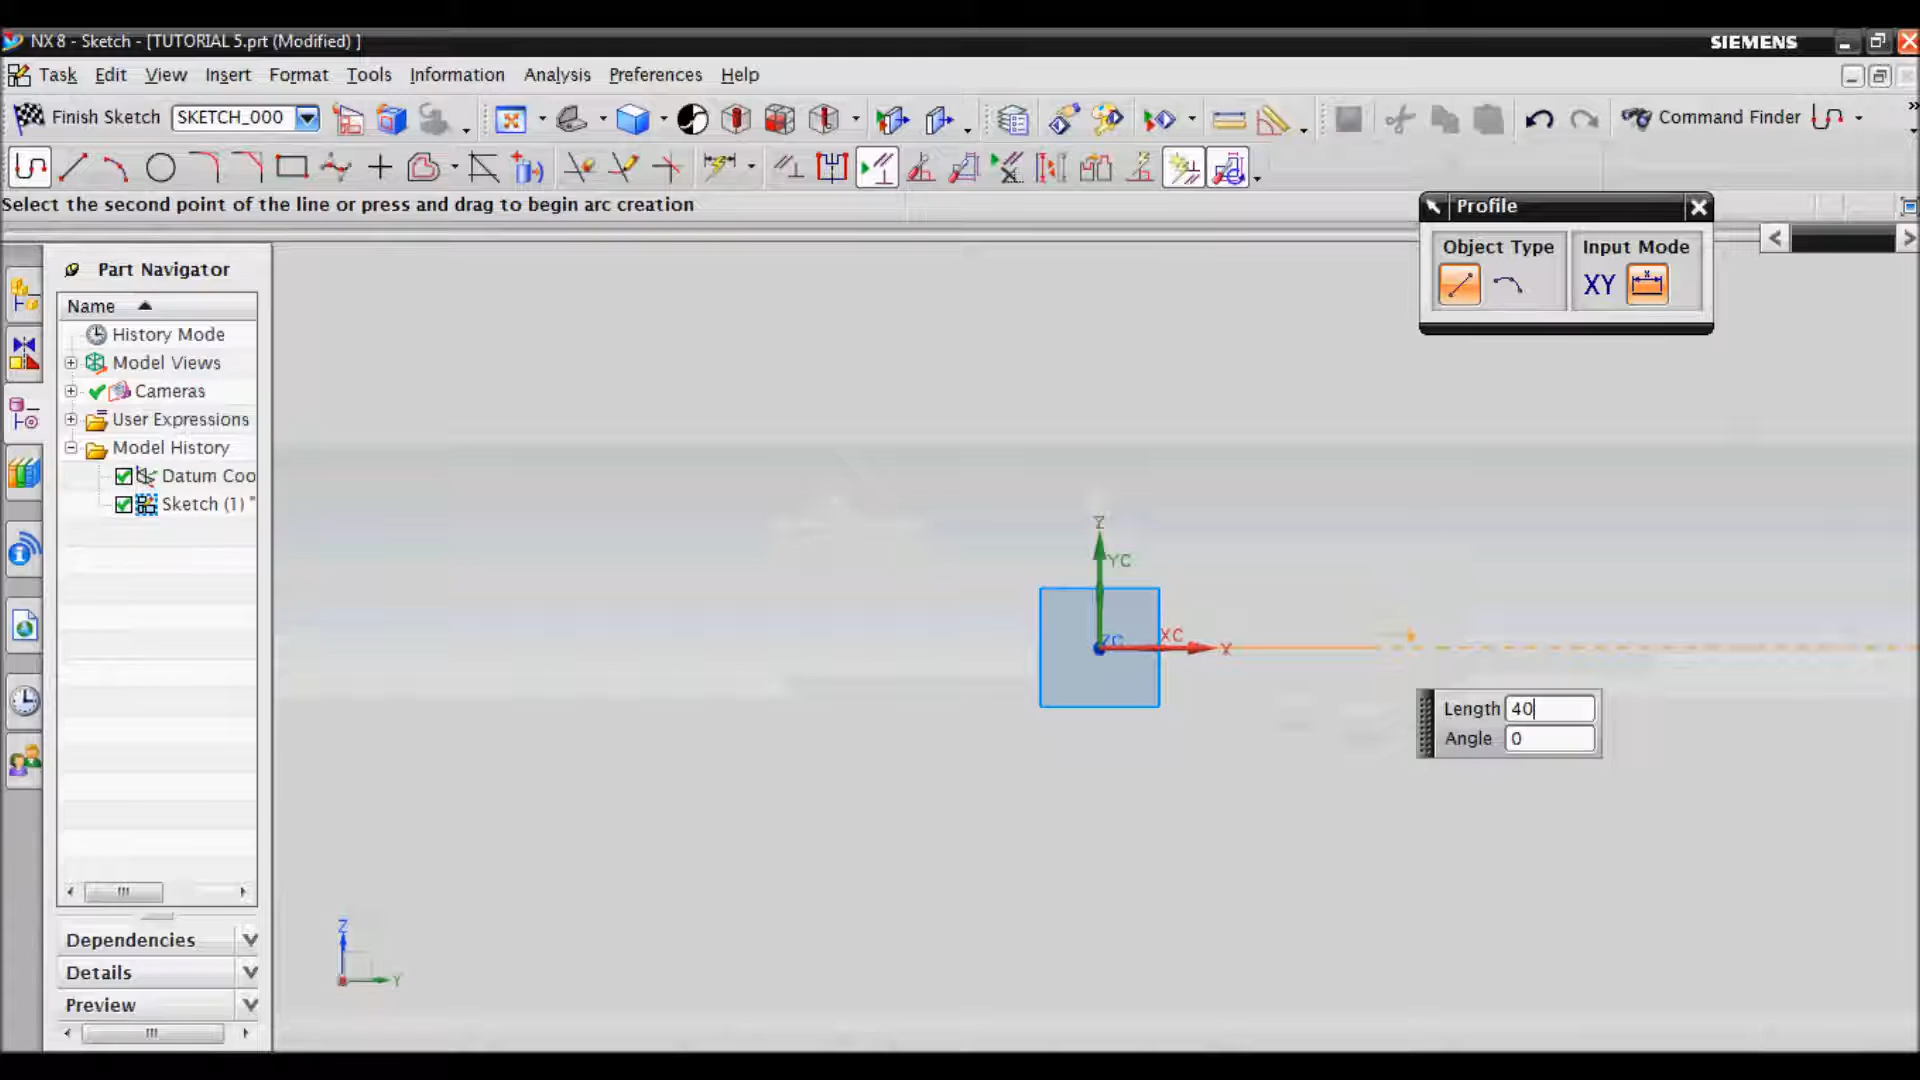 NX 8 - Sketch - [TUTORIAL 5.prt (Modified) ]
SIEMENS
Task Edit View Insert Format Tools Information Analysis Preferences Help
Finish Sketch SKETCH_000 Command Finder
Select the second point of the line or press and drag to begin arc creation
Profile
Object Type Input Mode
XY
Part Navigator
Name
History Mode
Model Views
Cameras
User Expressions
Model History
Datum Coo
Sketch (1) "
Dependencies
Details
Preview
Z
YC
ZC
XC
X
Length 40
Angle 0
Z
Y